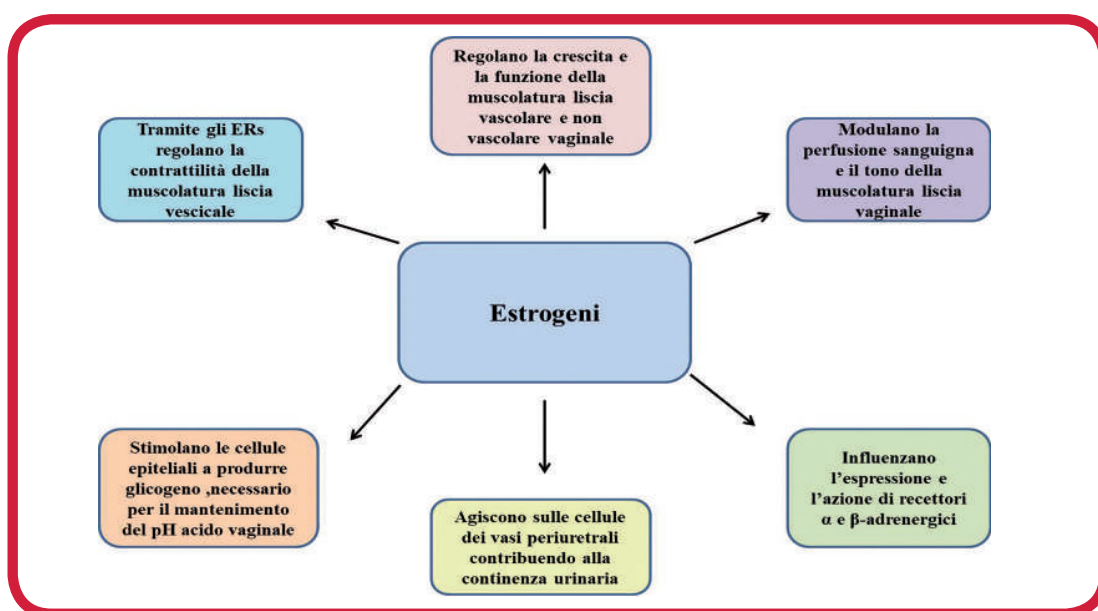 Regolano la crescita e
la funzione della
muscolatura liscia
vascolare e non
vascolare vaginale
Tramite gli ERs
regolano la
contrattilità della
muscolatura liscia
vescicale
Modulano la
perfusione sanguigna
e il tono della
muscolatura liscia
vaginale
Estrogeni
Stimolano le cellule
epiteliali a produrre
glicogeno ,necessario
per il mantenimento
del pH acido vaginale
Agiscono sulle cellule
dei vasi periuretrali
contribuendo alla
continenza urinaria
Influenzano
l’espressione e
l’azione di recettori
α e β-adrenergici